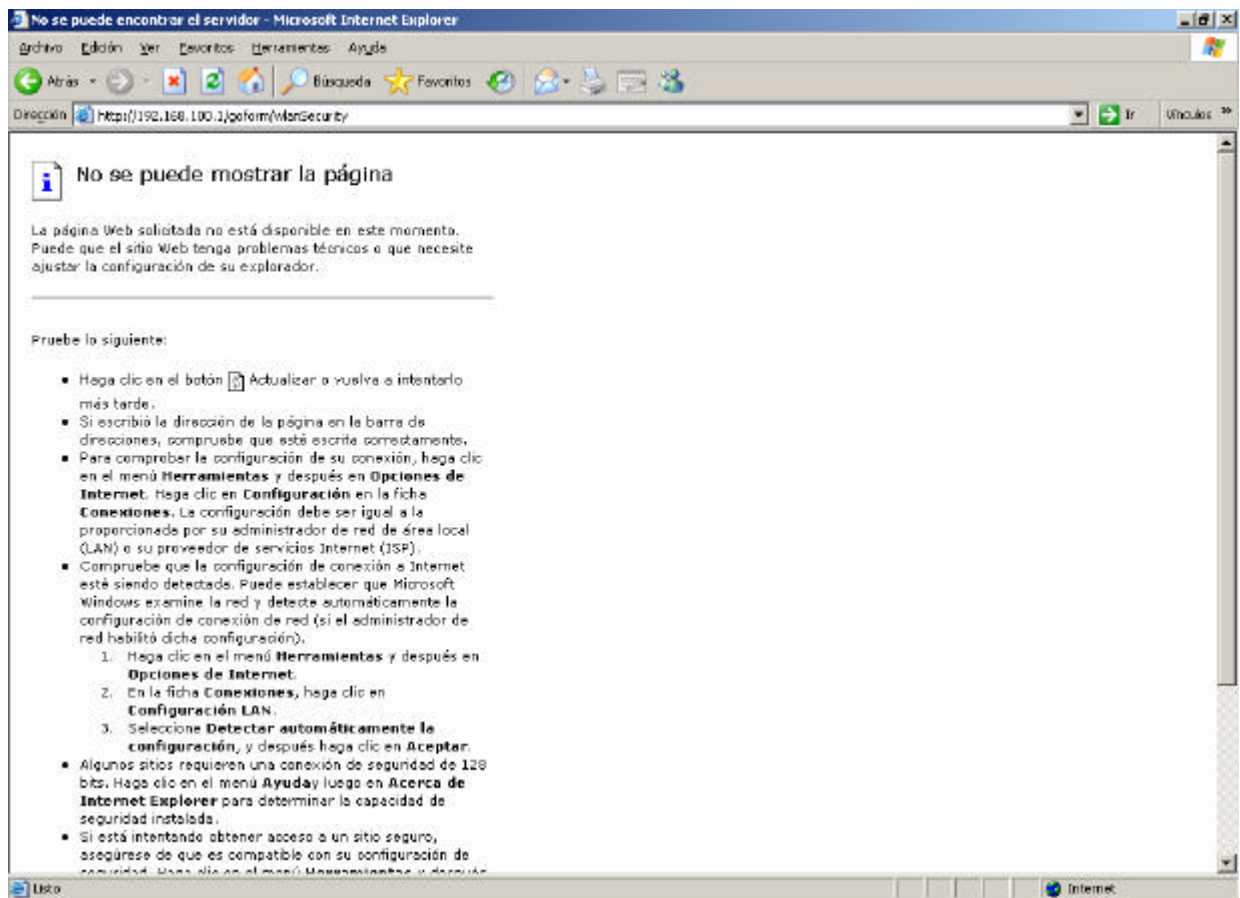 No se puede encontrar el servidor - Microsoft Internet Explorer
Archivo Edición Ver Favoritos Herramientas Ayuda
Atrás Búsqueda Favoritos
Dirección http://192.168.100.1/goform/wlanSecurity Ir Vínculos »
No se puede mostrar la página
La página Web solicitada no está disponible en este momento.
Puede que el sitio Web tenga problemas técnicos o que necesite
ajustar la configuración de su explorador.
Pruebe lo siguiente:
• Haga clic en el botón Actualizar o vuelva a intentarlo
más tarde.
• Si escribió la dirección de la página en la barra de
direcciones, compruebe que esté escrita correctamente.
• Para comprobar la configuración de su conexión, haga clic
en el menú Herramientas y después en Opciones de
Internet. Haga clic en Configuración en la ficha
Conexiones. La configuración debe ser igual a la
proporcionada por su administrador de red de área local
(LAN) o su proveedor de servicios Internet (ISP).
• Compruebe que la configuración de conexión a Internet
esté siendo detectada. Puede establecer que Microsoft
Windows examine la red y detecte automáticamente la
configuración de conexión de red (si el administrador de
red habilitó dicha configuración).
1. Haga clic en el menú Herramientas y después en
Opciones de Internet.
2. En la ficha Conexiones, haga clic en
Configuración LAN.
3. Seleccione Detectar automáticamente la
configuración, y después haga clic en Aceptar.
• Algunos sitios requieren una conexión de seguridad de 128
bits. Haga clic en el menú Ayuday luego en Acerca de
Internet Explorer para determinar la capacidad de
seguridad instalada.
• Si está intentando obtener acceso a un sitio seguro,
asegúrese de que es compatible con su configuración de
seguridad. Haga clic en el menú Herramientas y después
Listo Internet